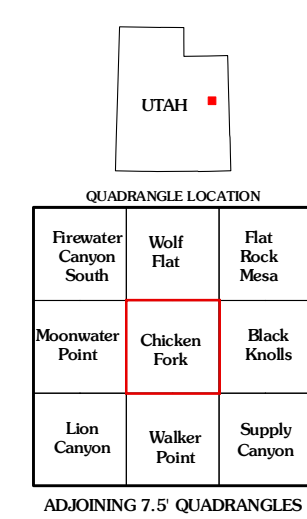 UTAH
QUADRANGLE LOCATION
Firewater
Canyon
South
Wolf
Flat
Flat
Rock
Mesa
Moonwater
Point
Chicken
Fork
Black
Knolls
Lion
Canyon
Walker
Point
Supply
Canyon
ADJOINING 7.5' QUADRANGLES